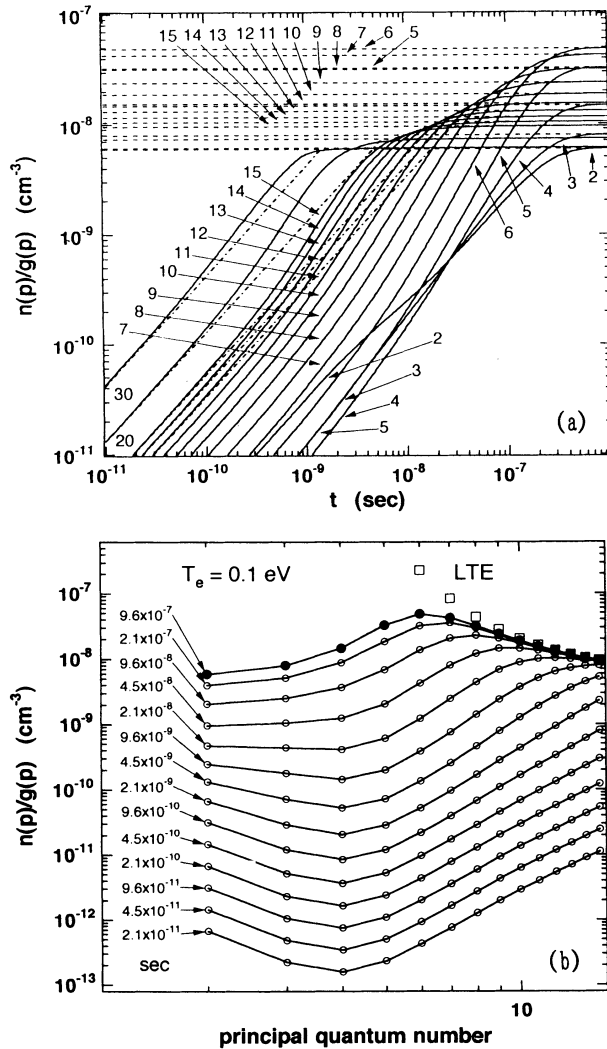 10⁻⁷
10⁻⁸
10⁻⁹
10⁻¹⁰
10⁻¹¹
n(p)/g(p) (cm⁻³)
15 14 13 12 11 10 9 8 7 6 5
15
14
13
12
11
10
9
8
7
30
20
2
3
4
5
6
2
3
4
5
(a)
10⁻¹¹ 10⁻¹⁰ 10⁻⁹ 10⁻⁸ 10⁻⁷
t (sec)
Tₑ = 0.1 eV
□ LTE
10⁻⁷
10⁻⁸
10⁻⁹
10⁻¹⁰
10⁻¹¹
10⁻¹²
10⁻¹³
n(p)/g(p) (cm⁻³)
9.6x10⁻⁷
2.1x10⁻⁷
9.6x10⁻⁸
4.5x10⁻⁸
2.1x10⁻⁸
9.6x10⁻⁹
4.5x10⁻⁹
2.1x10⁻⁹
9.6x10⁻¹⁰
4.5x10⁻¹⁰
2.1x10⁻¹⁰
9.6x10⁻¹¹
4.5x10⁻¹¹
2.1x10⁻¹¹
sec
(b)
10
principal quantum number